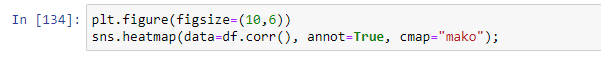 In [134]: plt.figure(figsize=(10,6))
sns.heatmap(data=df.corr(), annot=True, cmap="mako");